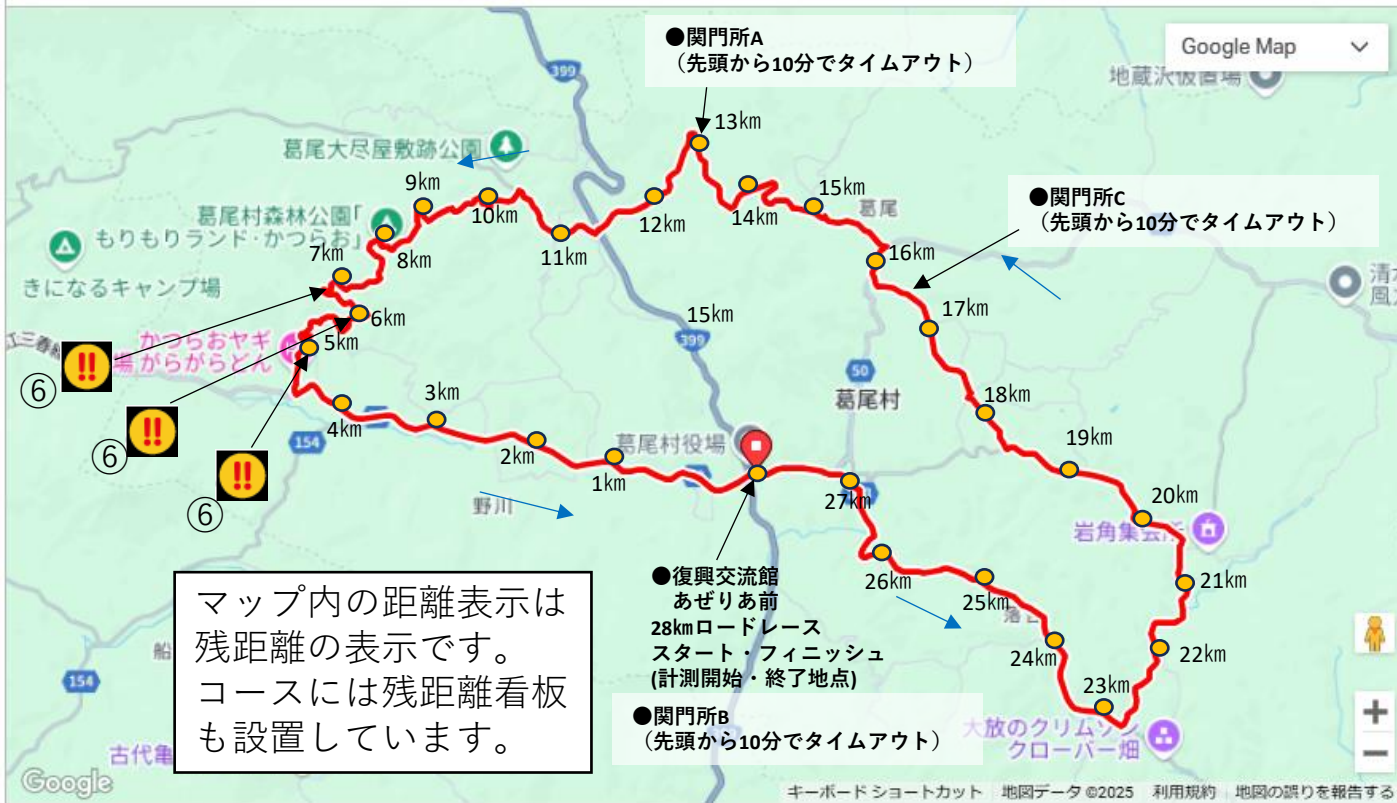 ●関門所A
（先頭から10分でタイムアウト）
Google Map
地蔵沢仮置場
399
13㎞
葛尾大尽屋敷跡公園
9㎞
10㎞
12㎞
14㎞
15㎞
葛尾
●関門所C
（先頭から10分でタイムアウト）
葛尾村森林公園「
もりもりランド・かつらお」
8㎞
11㎞
16㎞
7㎞
きになるキャンプ場
6㎞
15㎞
17㎞
399
かつらおヤギ
場 がらがらどん
5㎞
⑥
!!
⑥
!!
⑥
!!
50
葛尾村
4㎞
3㎞
154
2㎞
1㎞
葛尾村役場
18㎞
19㎞
20㎞
岩角集会所
野川
27㎞
26㎞
25㎞
21㎞
●復興交流館
あぜりあ前
28㎞ロードレース
スタート・フィニッシュ
(計測開始・終了地点)
24㎞
22㎞
23㎞
●関門所B
（先頭から10分でタイムアウト）
大放のクリムゾン
クローバー畑
マップ内の距離表示は
残距離の表示です。
コースには残距離看板
も設置しています。
船
154
古代亀
+
−
Google
キーボード ショートカット 地図データ ©2025 利用規約 地図の誤りを報告する